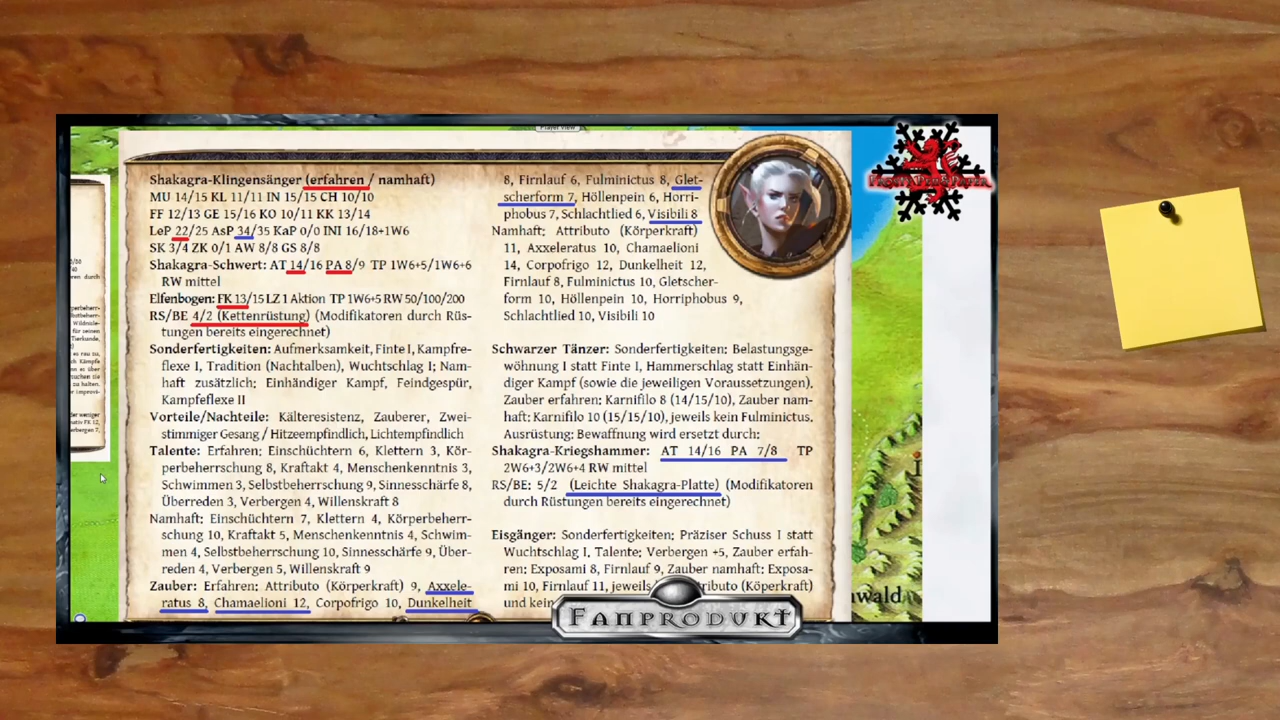 Player View
Shakagra-Klingensänger (erfahren / namhaft)
MU 14/15 KL 11/11 IN 15/15 CH 10/10
FF 12/13 GE 15/16 KO 10/11 KK 13/14
LeP 22/25 AsP 34/35 KaP 0/0 INI 16/18+1W6
SK 3/4 ZK 0/1 AW 8/8 GS 8/8
Shakagra-Schwert: AT 14/16 PA 8/9 TP 1W6+5/1W6+6
RW mittel
Elfenbogen: FK 13/15 LZ 1 Aktion TP 1W6+5 RW 50/100/200
RS/BE 4/2 (Kettenrüstung) (Modifikatoren durch Rüs-
tungen bereits eingerechnet)
Sonderfertigkeiten: Aufmerksamkeit, Finte I, Kampfre-
flexe I, Tradition (Nachtalben), Wuchtschlag I; Nam-
haft zusätzlich: Einhändiger Kampf, Feindgespür,
Kampfeflexe II
Vorteile/Nachteile: Kälteresistenz, Zauberer, Zwei-
stimmiger Gesang / Hitzeempfindlich, Lichtempfindlich
Talente: Erfahren: Einschüchtern 6, Klettern 3, Kör-
perbeherrschung 8, Kraftakt 4, Menschenkenntnis 3,
Schwimmen 3, Selbstbeherrschung 9, Sinnesschärfe 8,
Überreden 3, Verbergen 4, Willenskraft 8
Namhaft: Einschüchtern 7, Klettern 4, Körperbeherr-
schung 10, Kraftakt 5, Menschenkenntnis 4, Schwim-
men 4, Selbstbeherrschung 10, Sinnesschärfe 9, Über-
reden 4, Verbergen 5, Willenskraft 9
Zauber: Erfahren: Attributo (Körperkraft) 9, Axxele-
ratus 8, Chamaelioni 12, Corpofrigo 10, Dunkelheit
8, Firnlauf 6, Fulminictus 8, Glet-
scherform 7, Höllenpein 6, Horri-
phobus 7, Schlachtlied 6, Visibili 8
Namhaft: Attributo (Körperkraft)
11, Axxeleratus 10, Chamaelioni
14, Corpofrigo 12, Dunkelheit 12,
Firnlauf 8, Fulminictus 10, Gletscher-
form 10, Höllenpein 10, Horriphobus 9,
Schlachtlied 10, Visibili 10
Schwarzer Tänzer: Sonderfertigkeiten: Belastungsge-
wöhnung I statt Finte I, Hammerschlag statt Einhän-
diger Kampf (sowie die jeweiligen Voraussetzungen),
Zauber erfahren: Karnifilo 8 (14/15/10), Zauber nam-
haft: Karnifilo 10 (15/15/10), jeweils kein Fulminictus,
Ausrüstung: Bewaffnung wird ersetzt durch:
Shakagra-Kriegshammer: AT 14/16 PA 7/8 TP
2W6+3/2W6+4 RW mittel
RS/BE: 5/2 (Leichte Shakagra-Platte) (Modifikatoren
durch Rüstungen bereits eingerechnet)
Eisgänger: Sonderfertigkeiten: Präziser Schuss I statt
Wuchtschlag I, Talente: Verbergen +5, Zauber erfah-
ren: Exposami 8, Firnlauf 9, Zauber namhaft: Exposa-
mi 10, Firnlauf 11, jeweils ributo (Köperkraft)
und kein
FANPRODUKT